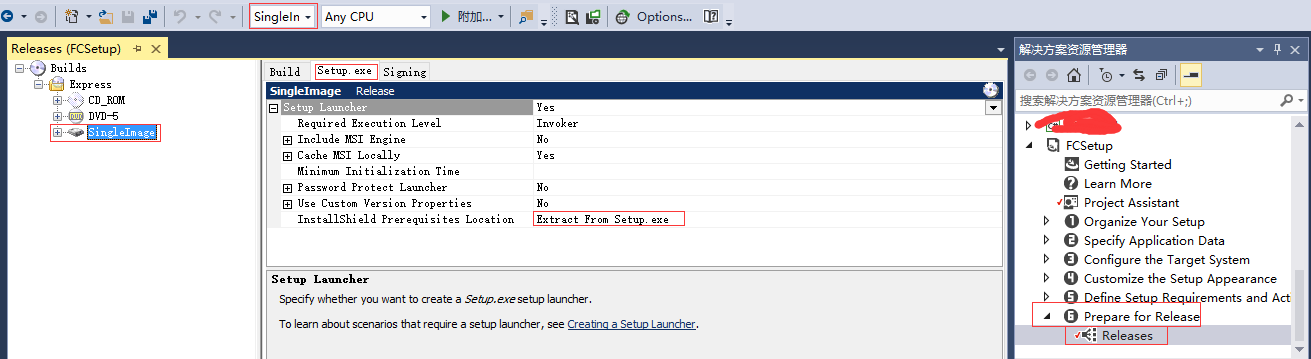 SingleIn
Any CPU
附加...
Options...
Releases (FCSetup)
Builds
Express
CD_ROM
DVD-5
SingleImage
Build
Setup.exe
Signing
SingleImage Release
Setup Launcher Yes
Required Execution Level Invoker
Include MSI Engine No
Cache MSI Locally Yes
Minimum Initialization Time
Password Protect Launcher No
Use Custom Version Properties No
InstallShield Prerequisites Location Extract From Setup.exe
Setup Launcher
Specify whether you want to create a Setup.exe setup launcher.
To learn about scenarios that require a setup launcher, see Creating a Setup Launcher.
解决方案资源管理器
搜索解决方案资源管理器(Ctrl+;)
FCSetup
Getting Started
Learn More
Project Assistant
1 Organize Your Setup
2 Specify Application Data
3 Configure the Target System
4 Customize the Setup Appearance
5 Define Setup Requirements and Act
6 Prepare for Release
Releases